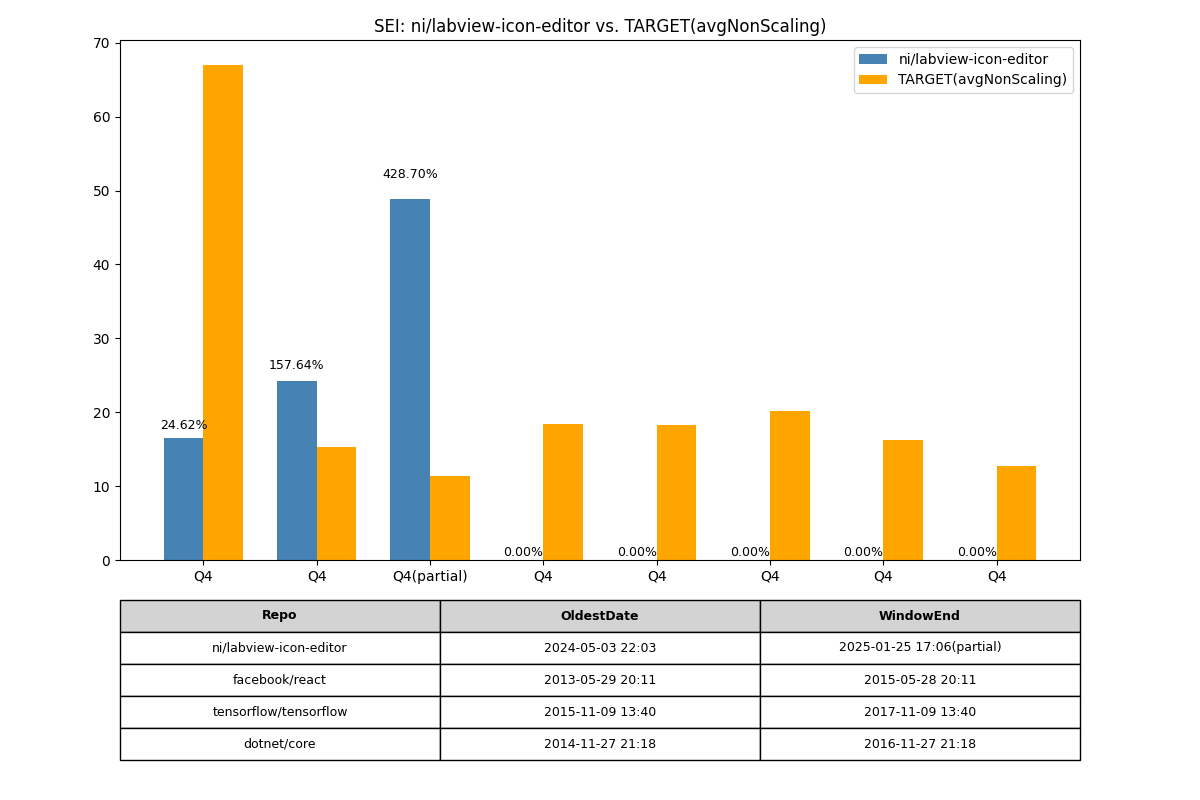 SEI: ni/labview-icon-editor vs. TARGET(avgNonScaling)
70
60
50
40
30
20
10
0
ni/labview-icon-editor
TARGET(avgNonScaling)
24.62%
157.64%
428.70%
0.00%
0.00%
0.00%
0.00%
0.00%
Q4 Q4 Q4(partial) Q4 Q4 Q4 Q4 Q4
Repo OldestDate WindowEnd
ni/labview-icon-editor 2024-05-03 22:03 2025-01-25 17:06(partial)
facebook/react 2013-05-29 20:11 2015-05-28 20:11
tensorflow/tensorflow 2015-11-09 13:40 2017-11-09 13:40
dotnet/core 2014-11-27 21:18 2016-11-27 21:18